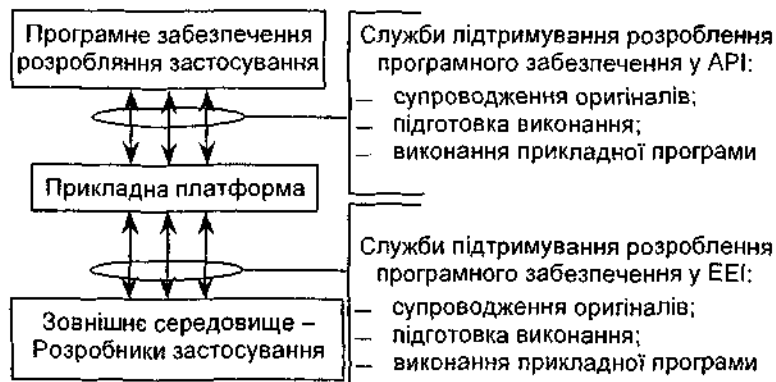 Програмне забезпечення
розробляння застосування
Служби підтримування розроблення
програмного забезпечення у API:
– супроводження оригіналів;
– підготовка виконання;
– виконання прикладної програми
Прикладна платформа
Служби підтримування розроблення
програмного забезпечення у EEI:
– супроводження оригіналів;
– підготовка виконання;
– виконання прикладної програми
Зовнішнє середовище –
Розробники застосування